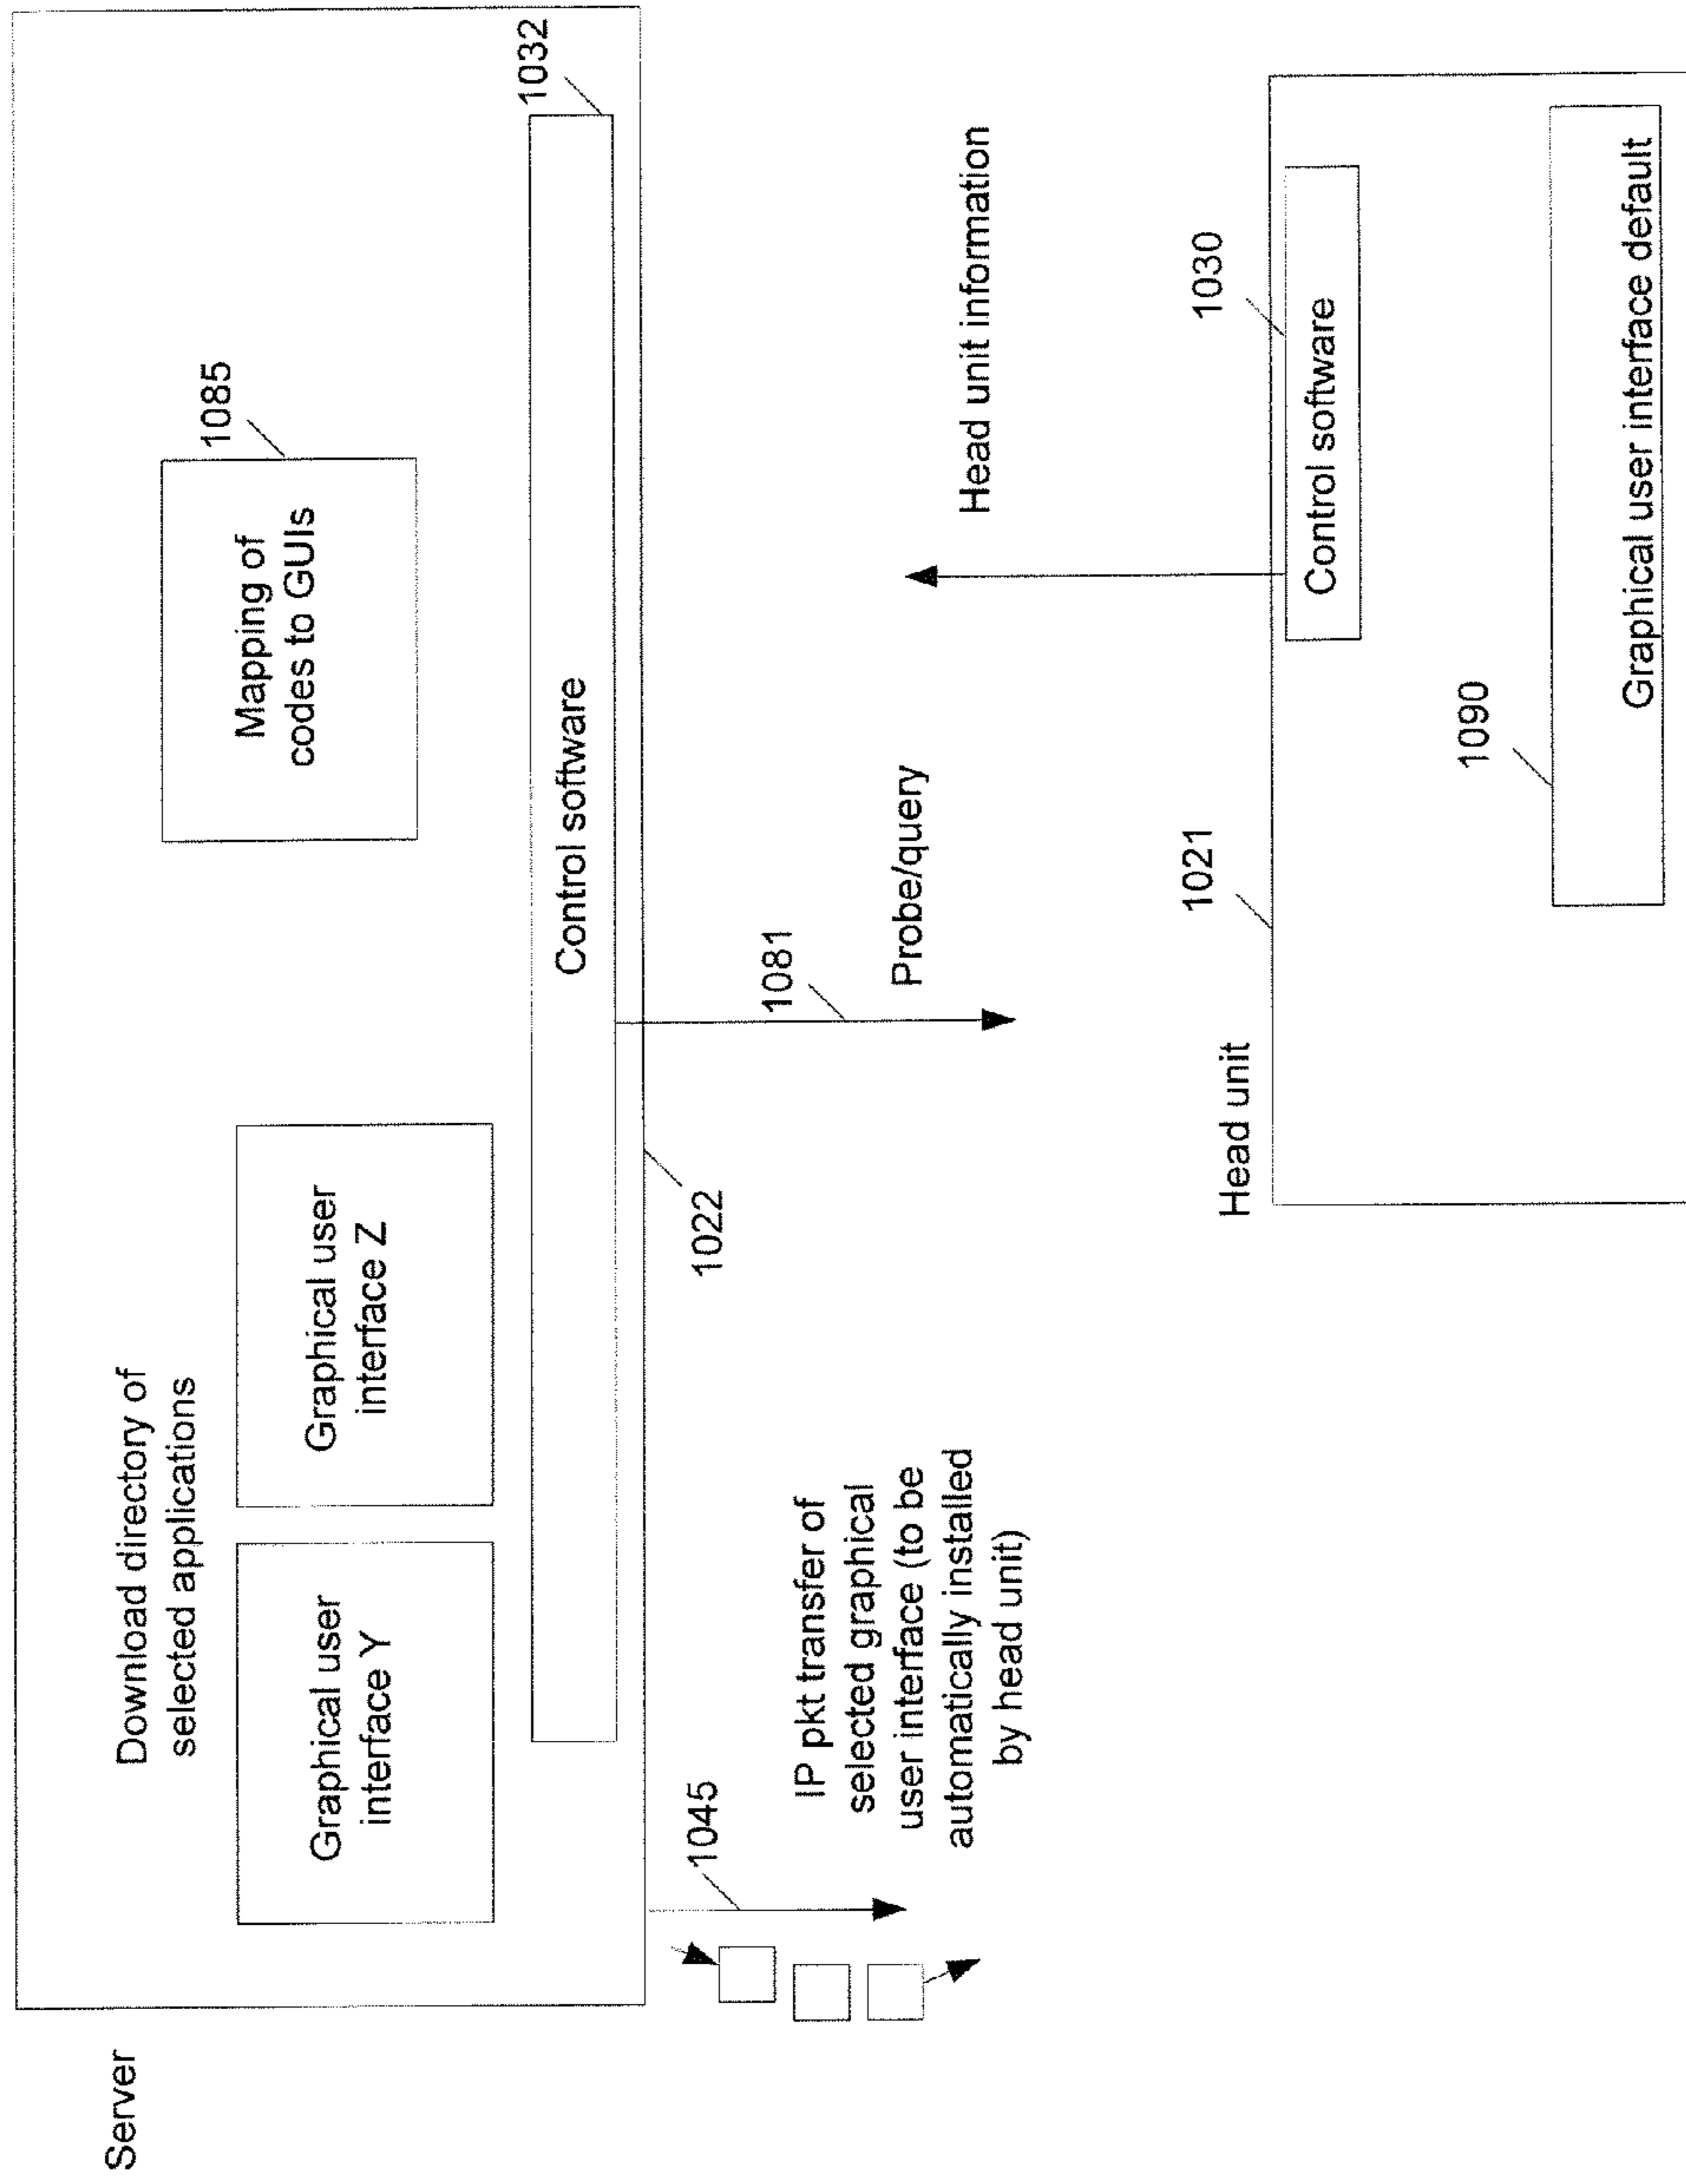 Server
Download directory of
selected applications
Graphical user
interface Y
Graphical user
interface Z
Mapping of
codes to GUIs
1085
Control software
1032
1022
1045
IP pkt transfer of
selected graphical
user interface (to be
automatically installed
by head unit)
1081
Probe/query
Head unit information
Head unit
1021
Control software
1030
1090
Graphical user interface default